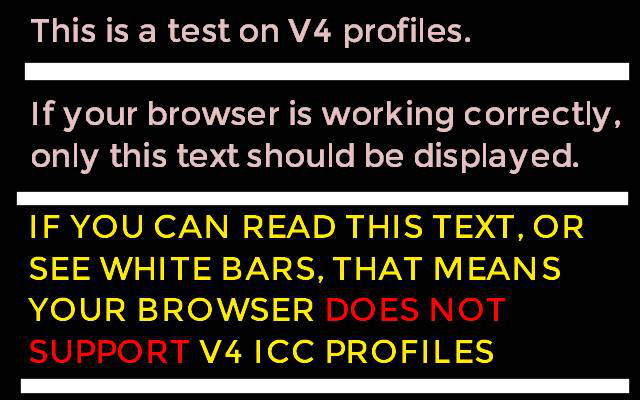 This is a test on V4 profiles.
If your browser is working correctly,
only this text should be displayed.
IF YOU CAN READ THIS TEXT, OR
SEE WHITE BARS, THAT MEANS
YOUR BROWSER DOES NOT
SUPPORT V4 ICC PROFILES